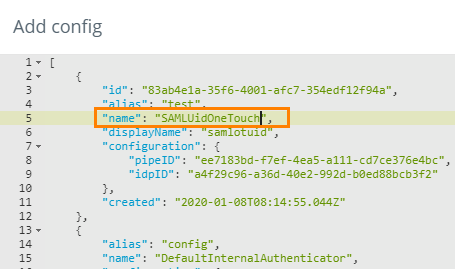 Add config
1 [
2 {
3 "id": "83ab4e1a-35f6-4001-afc7-354edf12f94a",
4 "alias": "test",
5 "name": "SAMLUidOneTouch",
6 "displayName": "samlotuid",
7 "configuration": {
8 "pipeID": "ee7183bd-f7ef-4ea5-a111-cd7ce376e4bc",
9 "idpID": "a4f29c96-a36d-40e2-992d-b0ed88bcb3f2"
10 },
11 "created": "2020-01-08T08:14:55.044Z"
12 },
13 {
14 "alias": "config",
15 "name": "DefaultInternalAuthenticator",